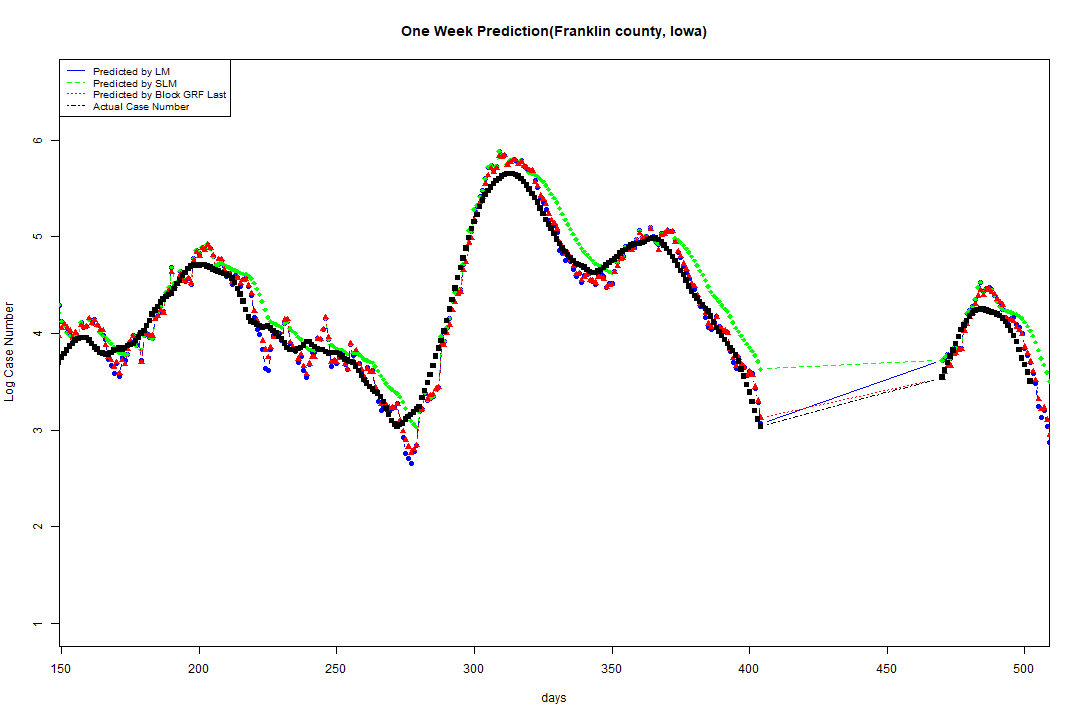 One Week Prediction(Franklin county, Iowa)
Predicted by LM
Predicted by SLM
Predicted by Block GRF Last
Actual Case Number
Log Case Number
6
5
4
3
2
1
150 200 250 300 350 400 450 500
days